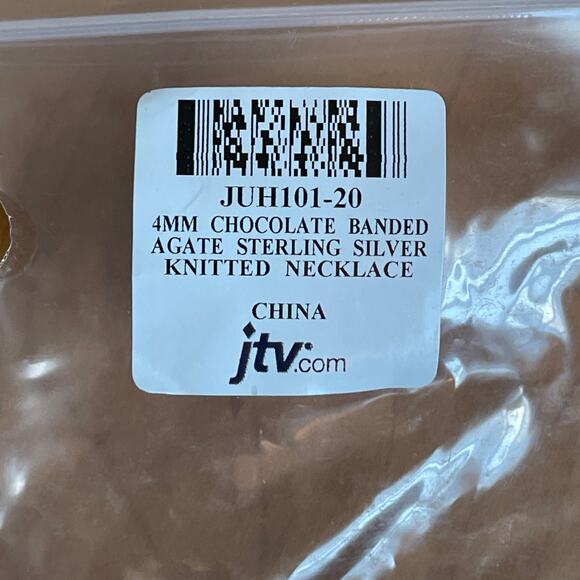 JUH101-20
4MM CHOCOLATE BANDED
AGATE STERLING SILVER
KNITTED NECKLACE
CHINA
jtv.com